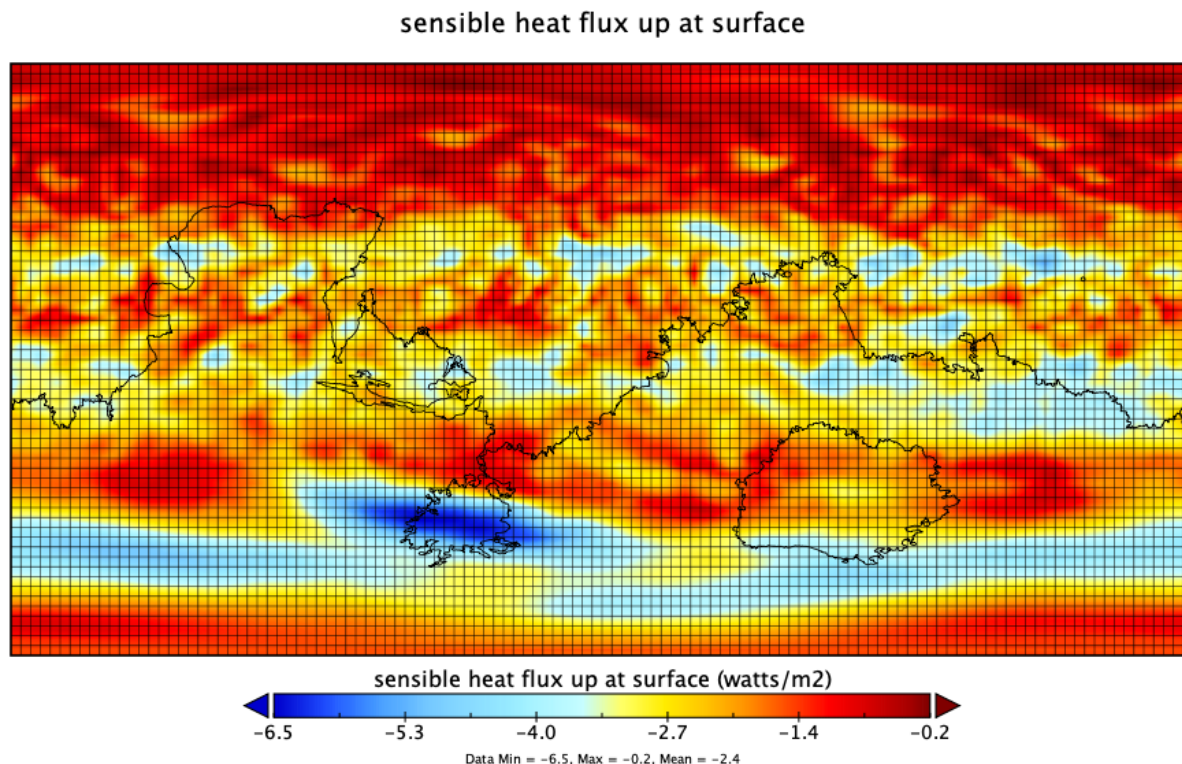 sensible heat flux up at surface
sensible heat flux up at surface (watts/m2)
−6.5 −5.3 −4.0 −2.7 −1.4 −0.2
Data Min = −6.5, Max = −0.2, Mean = −2.4